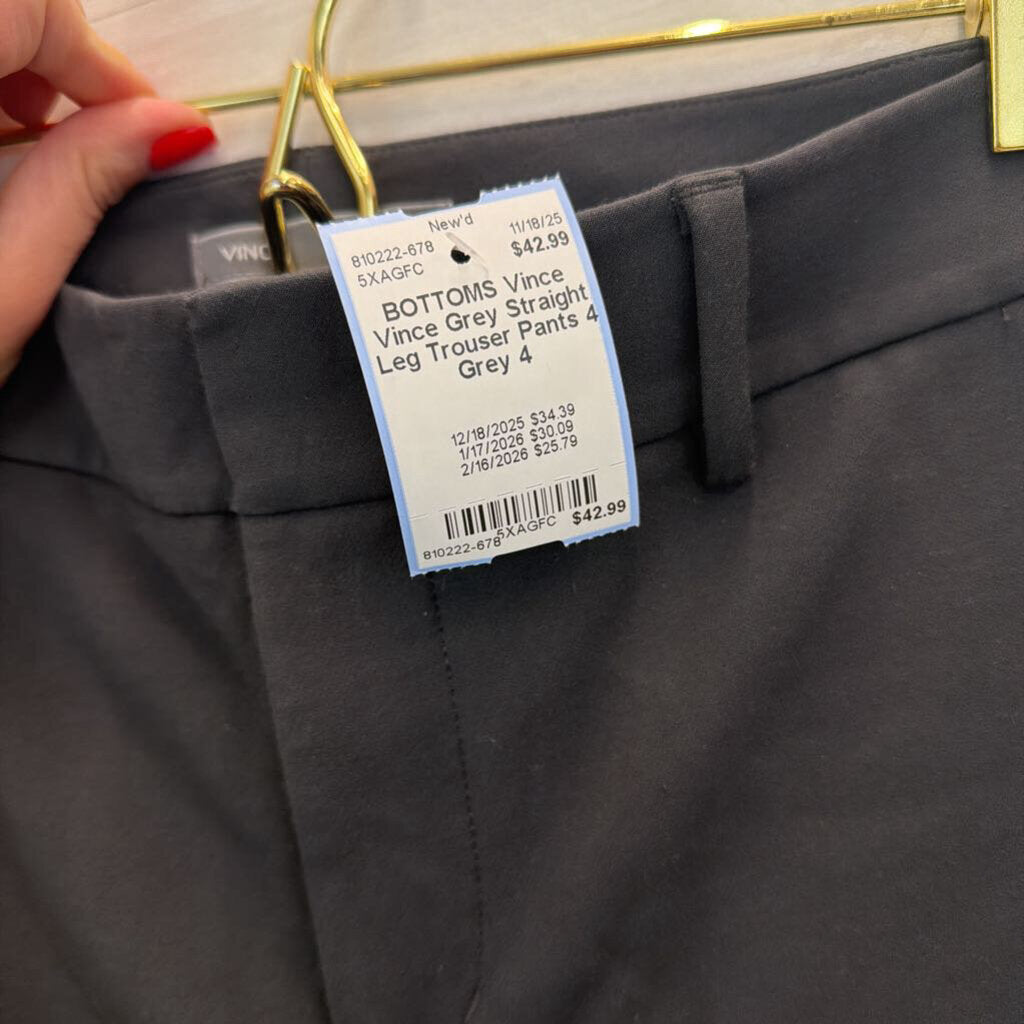 VINC
New'd
810222-678 11/18/25
5XAGFC $42.99
BOTTOMS Vince
Vince Grey Straight
Leg Trouser Pants 4
Grey 4
12/18/2025 $34.39
1/17/2026 $30.09
2/16/2026 $25.79
5XAGFC $42.99
810222-678